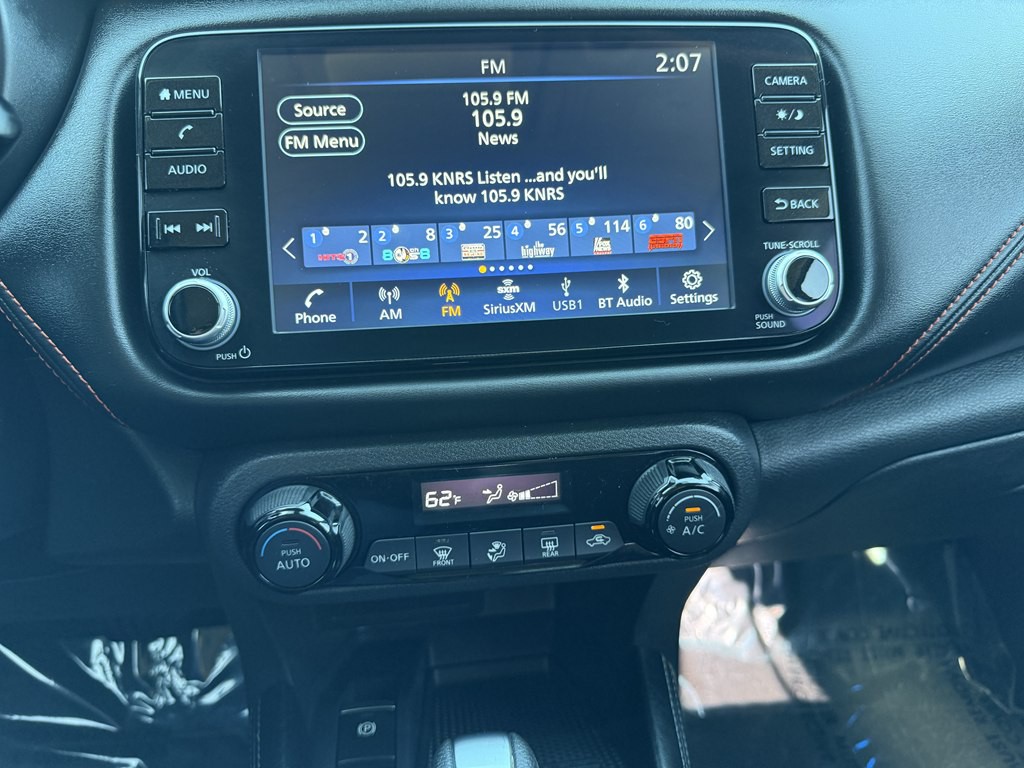 FM
2:07
MENU
AUDIO
VOL
PUSH
Source
FM Menu
105.9 FM
105.9
News
105.9 KNRS Listen ...and you'll
know 105.9 KNRS
1 2
2 8
3 25
4 56
the
highway
5 114
6 80
Phone
AM
FM
sxm
SiriusXM
USB1
BT Audio
Settings
CAMERA
SETTING
BACK
TUNE-SCROLL
PUSH
SOUND
62°F
PUSH
AUTO
ON·OFF
FRONT
REAR
PUSH
A/C
P